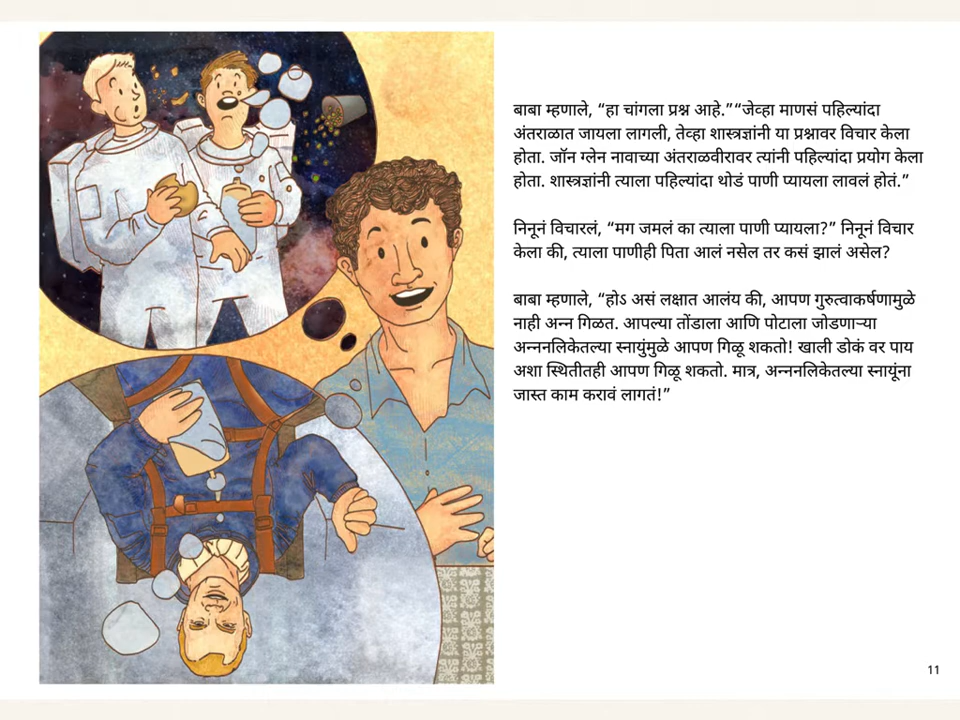 बाबा म्हणाले, “हा चांगला प्रश्न आहे.”“जेव्हा माणसं पहिल्यांदा
अंतराळात जायला लागली, तेव्हा शास्त्रज्ञांनी या प्रश्नावर विचार केला
होता. जॉन ग्लेन नावाच्या अंतराळवीरावर त्यांनी पहिल्यांदा प्रयोग केला
होता. शास्त्रज्ञांनी त्याला पहिल्यांदा थोडं पाणी प्यायला लावलं होतं.”
निनूनं विचारलं, “मग जमलं का त्याला पाणी प्यायला?” निनूनं विचार
केला की, त्याला पाणीही पिता आलं नसेल तर कसं झालं असेल?
बाबा म्हणाले, “होऽ असं लक्षात आलंय की, आपण गुरुत्वाकर्षणामुळे
नाही अन्न गिळत. आपल्या तोंडाला आणि पोटाला जोडणाऱ्या
अन्ननलिकेतल्या स्नायुंमुळे आपण गिळू शकतो! खाली डोकं वर पाय
अशा स्थितीतही आपण गिळू शकतो. मात्र, अन्ननलिकेतल्या स्नायूंना
जास्त काम करावं लागतं!”
11